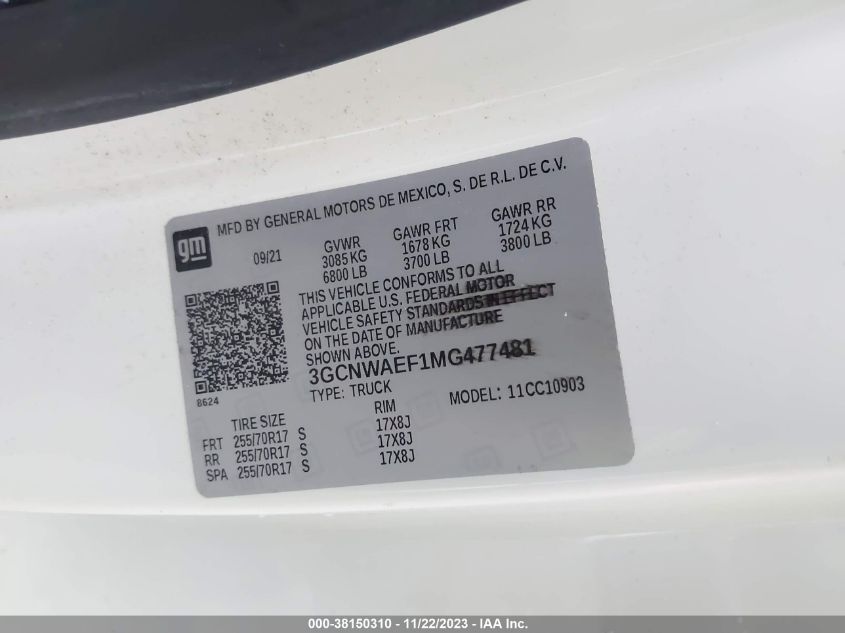 MFD BY GENERAL MOTORS DE MEXICO, S. DE R.L. DE C.V.
gm
09/21
GVWR GAWR FRT GAWR RR
3085 KG 1678 KG 1724 KG
6800 LB 3700 LB 3800 LB
THIS VEHICLE CONFORMS TO ALL
APPLICABLE U.S. FEDERAL MOTOR
VEHICLE SAFETY STANDARDS IN EFFECT
ON THE DATE OF MANUFACTURE
SHOWN ABOVE.
3GCNWAEF1MG477481
8624
TYPE: TRUCK MODEL: 11CC10903
TIRE SIZE RIM
FRT 255/70R17 S 17X8J
RR 255/70R17 S 17X8J
SPA 255/70R17 S 17X8J
000-38150310 - 11/22/2023 - IAA Inc.